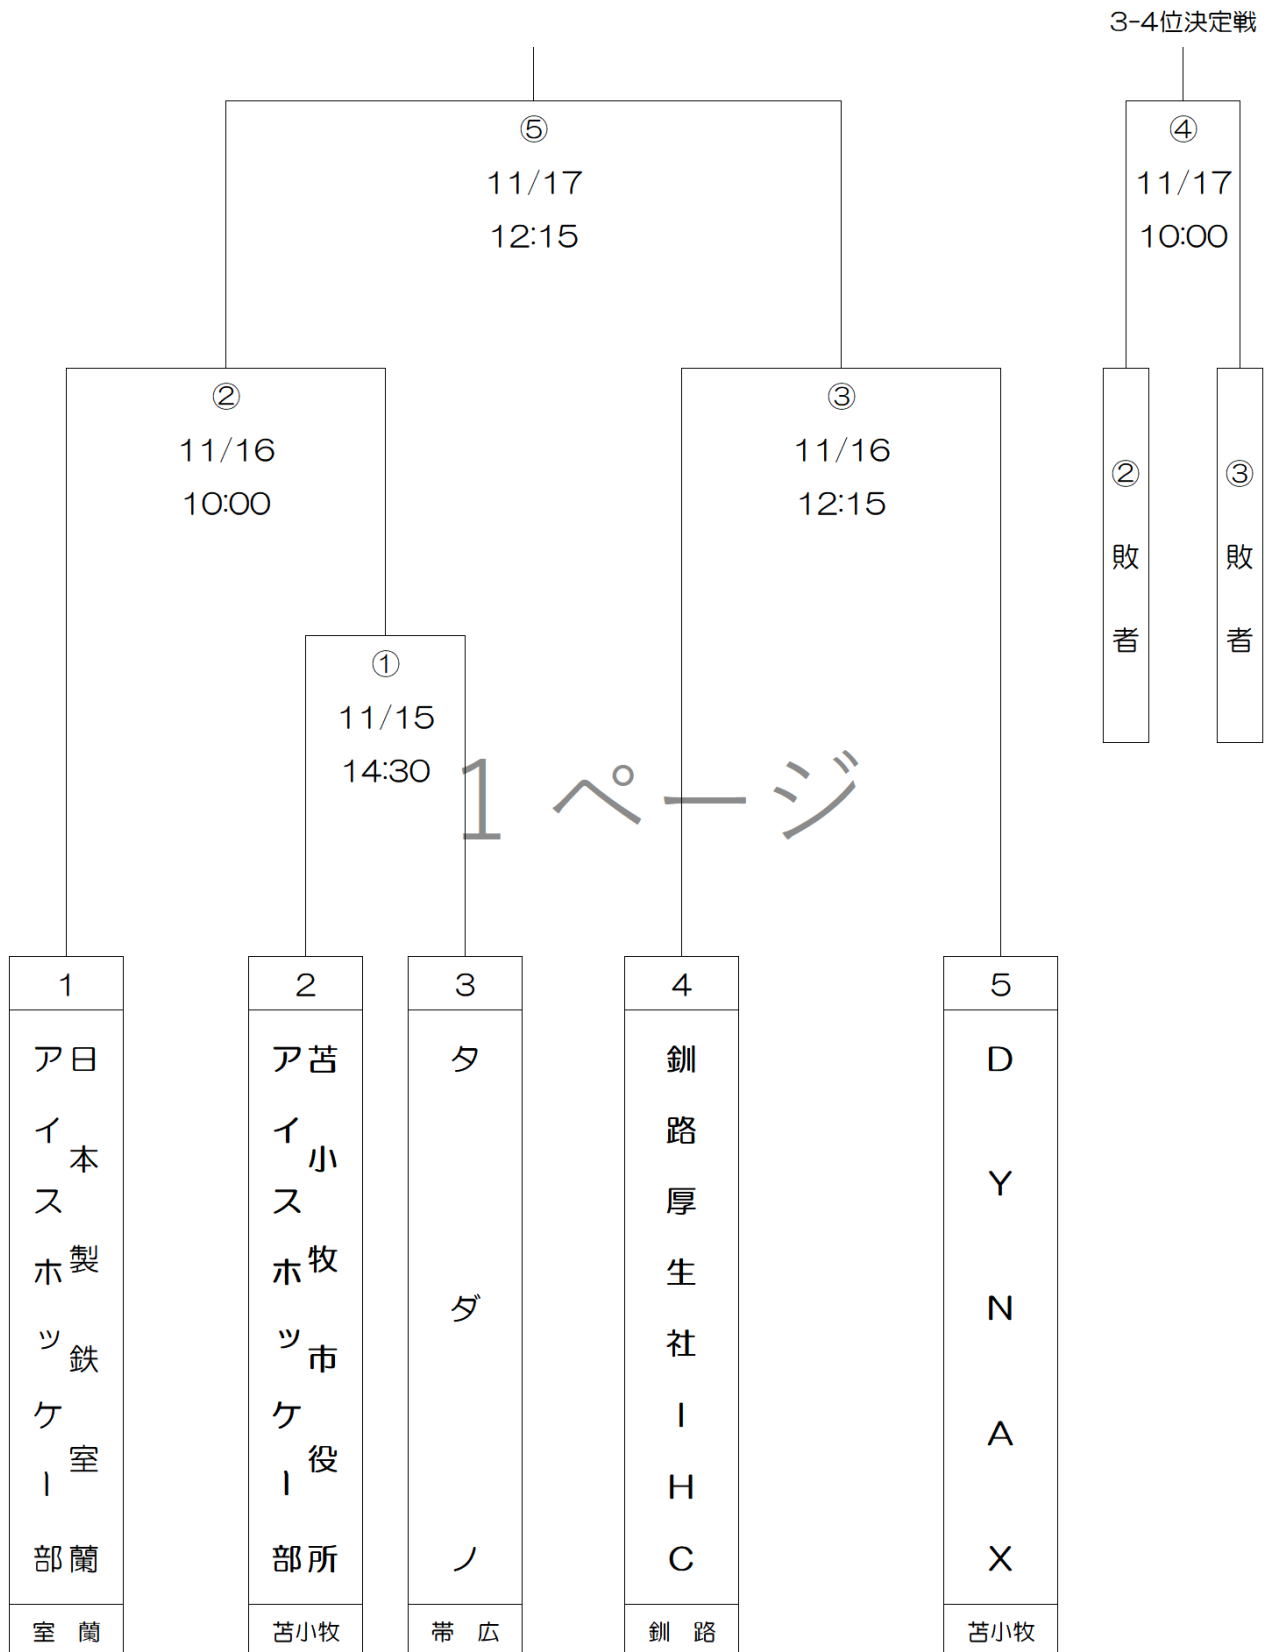 3-4位決定戦
⑤
11/17
12:15
④
11/17
10:00
②
11/16
10:00
③
11/16
12:15
②敗者
③敗者
①
11/15
14:30
1 ページ
1
日本製鉄室蘭
アイスホッケー部
室 蘭
2
苫小牧市役所
アイスホッケー部
苫小牧
3
タダノ
帯 広
4
釧路厚生社IHC
釧 路
5
DYNAX
苫小牧